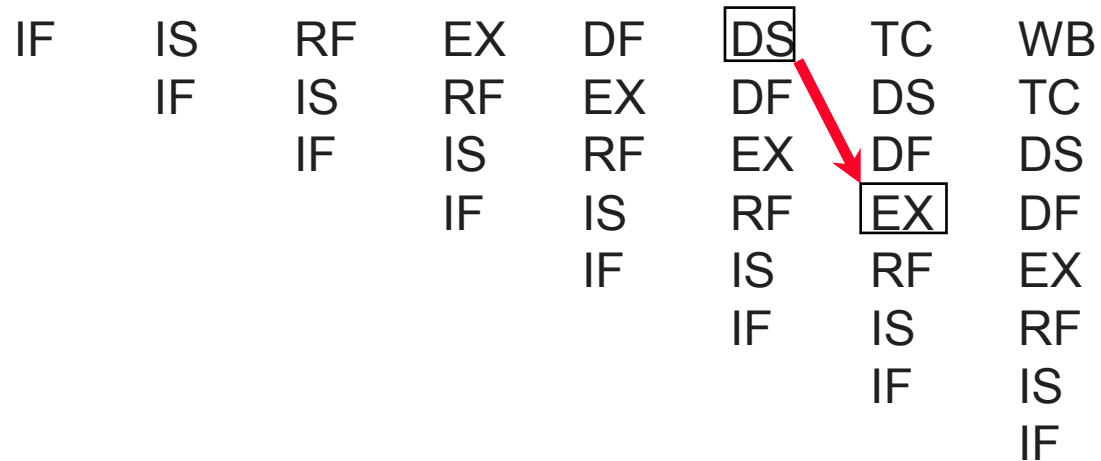 IF IS RF EX DF DS TC WB
IF IS RF EX DF DS TC
IF IS RF EX DF DS
IF IS RF EX DF
IF IS RF EX
IF IS RF
IF IS
IF